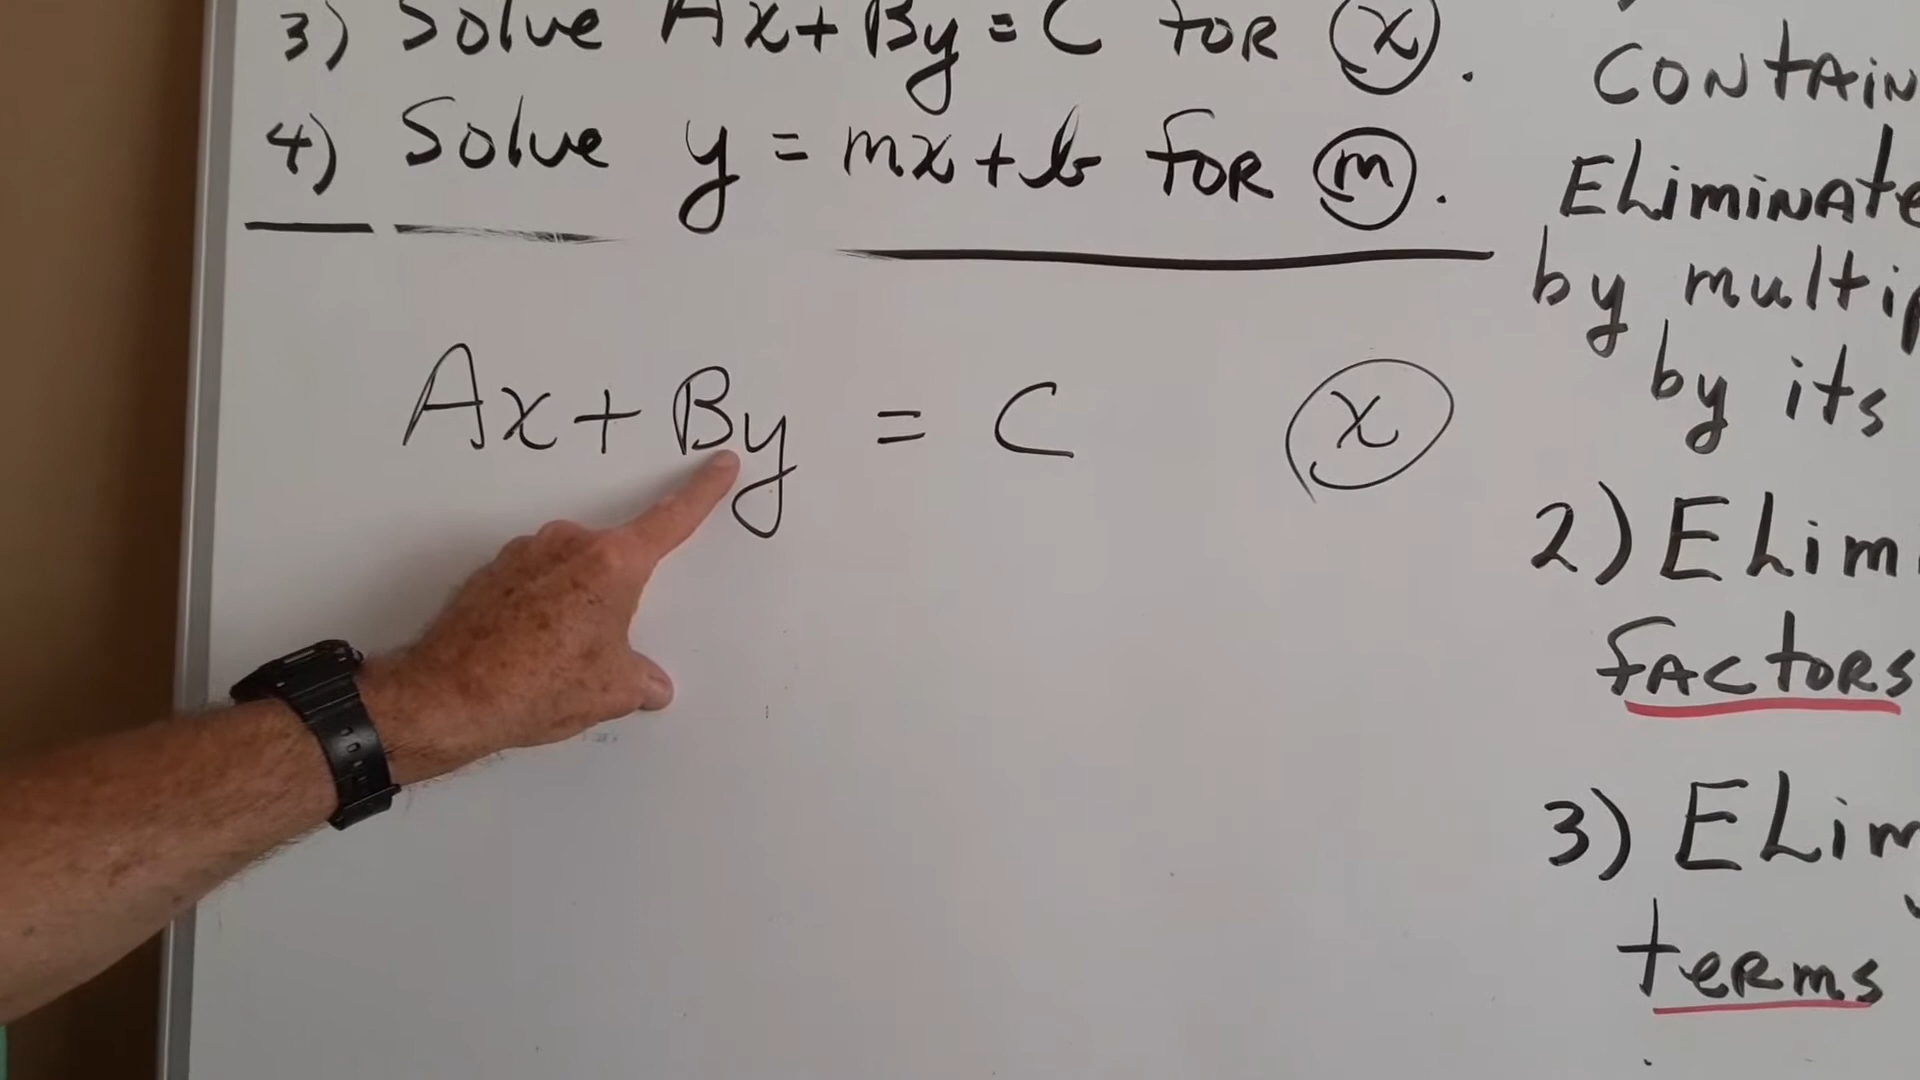 3) Solve Ax + By = C for x.
4) Solve y = mx + b for m.
Ax + By = C x
CONTAIN
ELiMiNATE
by multip
by its
2) ELim
FACTORS
3) ELim
teRms